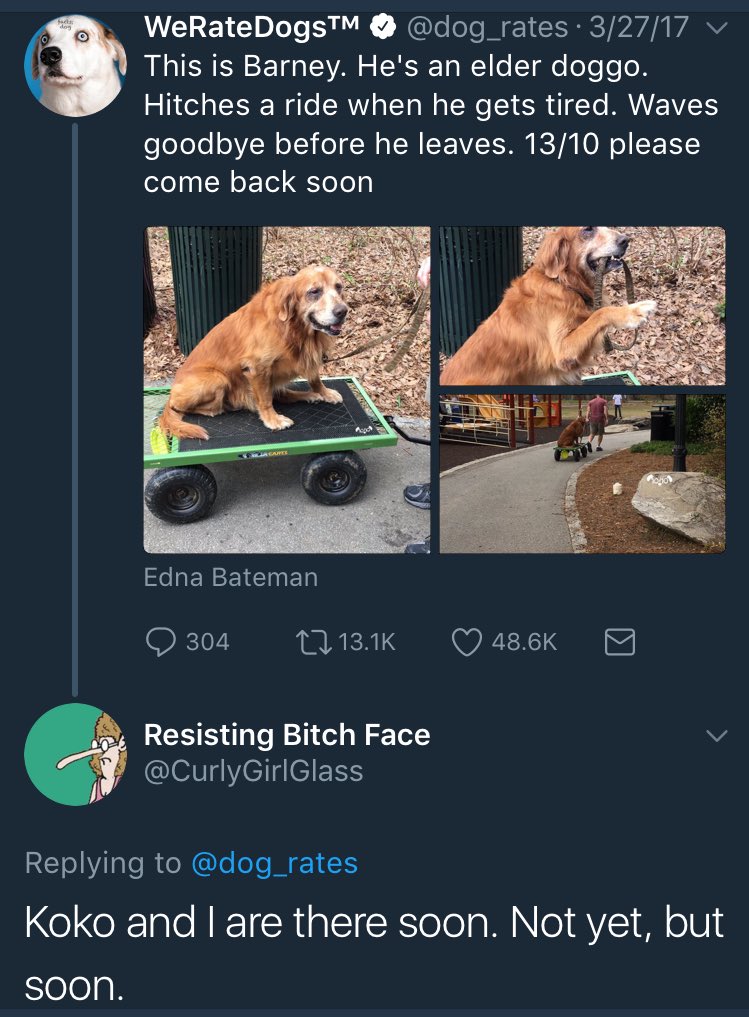 WeRateDogs™ @dog_rates · 3/27/17
This is Barney. He's an elder doggo.
Hitches a ride when he gets tired. Waves
goodbye before he leaves. 13/10 please
come back soon
Edna Bateman
304 13.1K 48.6K
Resisting Bitch Face
@CurlyGirlGlass
Replying to @dog_rates
Koko and I are there soon. Not yet, but
soon.